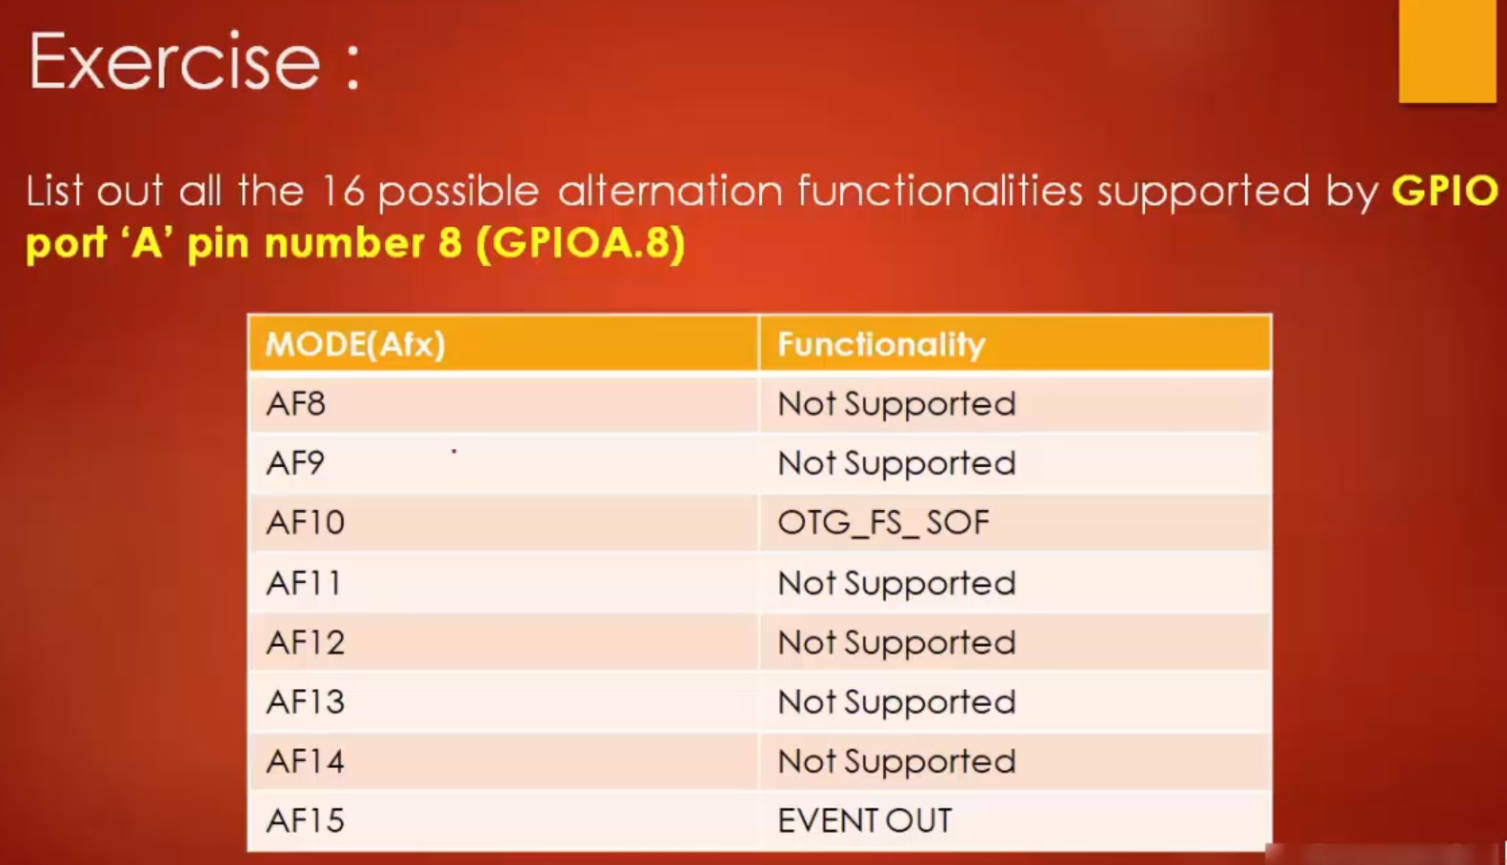 Exercise :
List out all the 16 possible alternation functionalities supported by GPIO
port ‘A’ pin number 8 (GPIOA.8)
MODE(Afx) Functionality
AF8 Not Supported
AF9 Not Supported
AF10 OTG_FS_ SOF
AF11 Not Supported
AF12 Not Supported
AF13 Not Supported
AF14 Not Supported
AF15 EVENT OUT